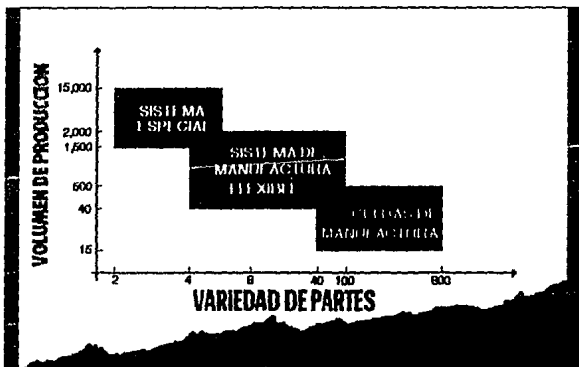 VOLUMEN DE PRODUCCION
15,000
2,000
1,500
600
40
15
SISTEMA
ESPECIAL
SISTEMA DE
MANUFACTURA
FLEXIBLE
CELDAS DE
MANUFACTURA
2 4 8 40 100 800
VARIEDAD DE PARTES